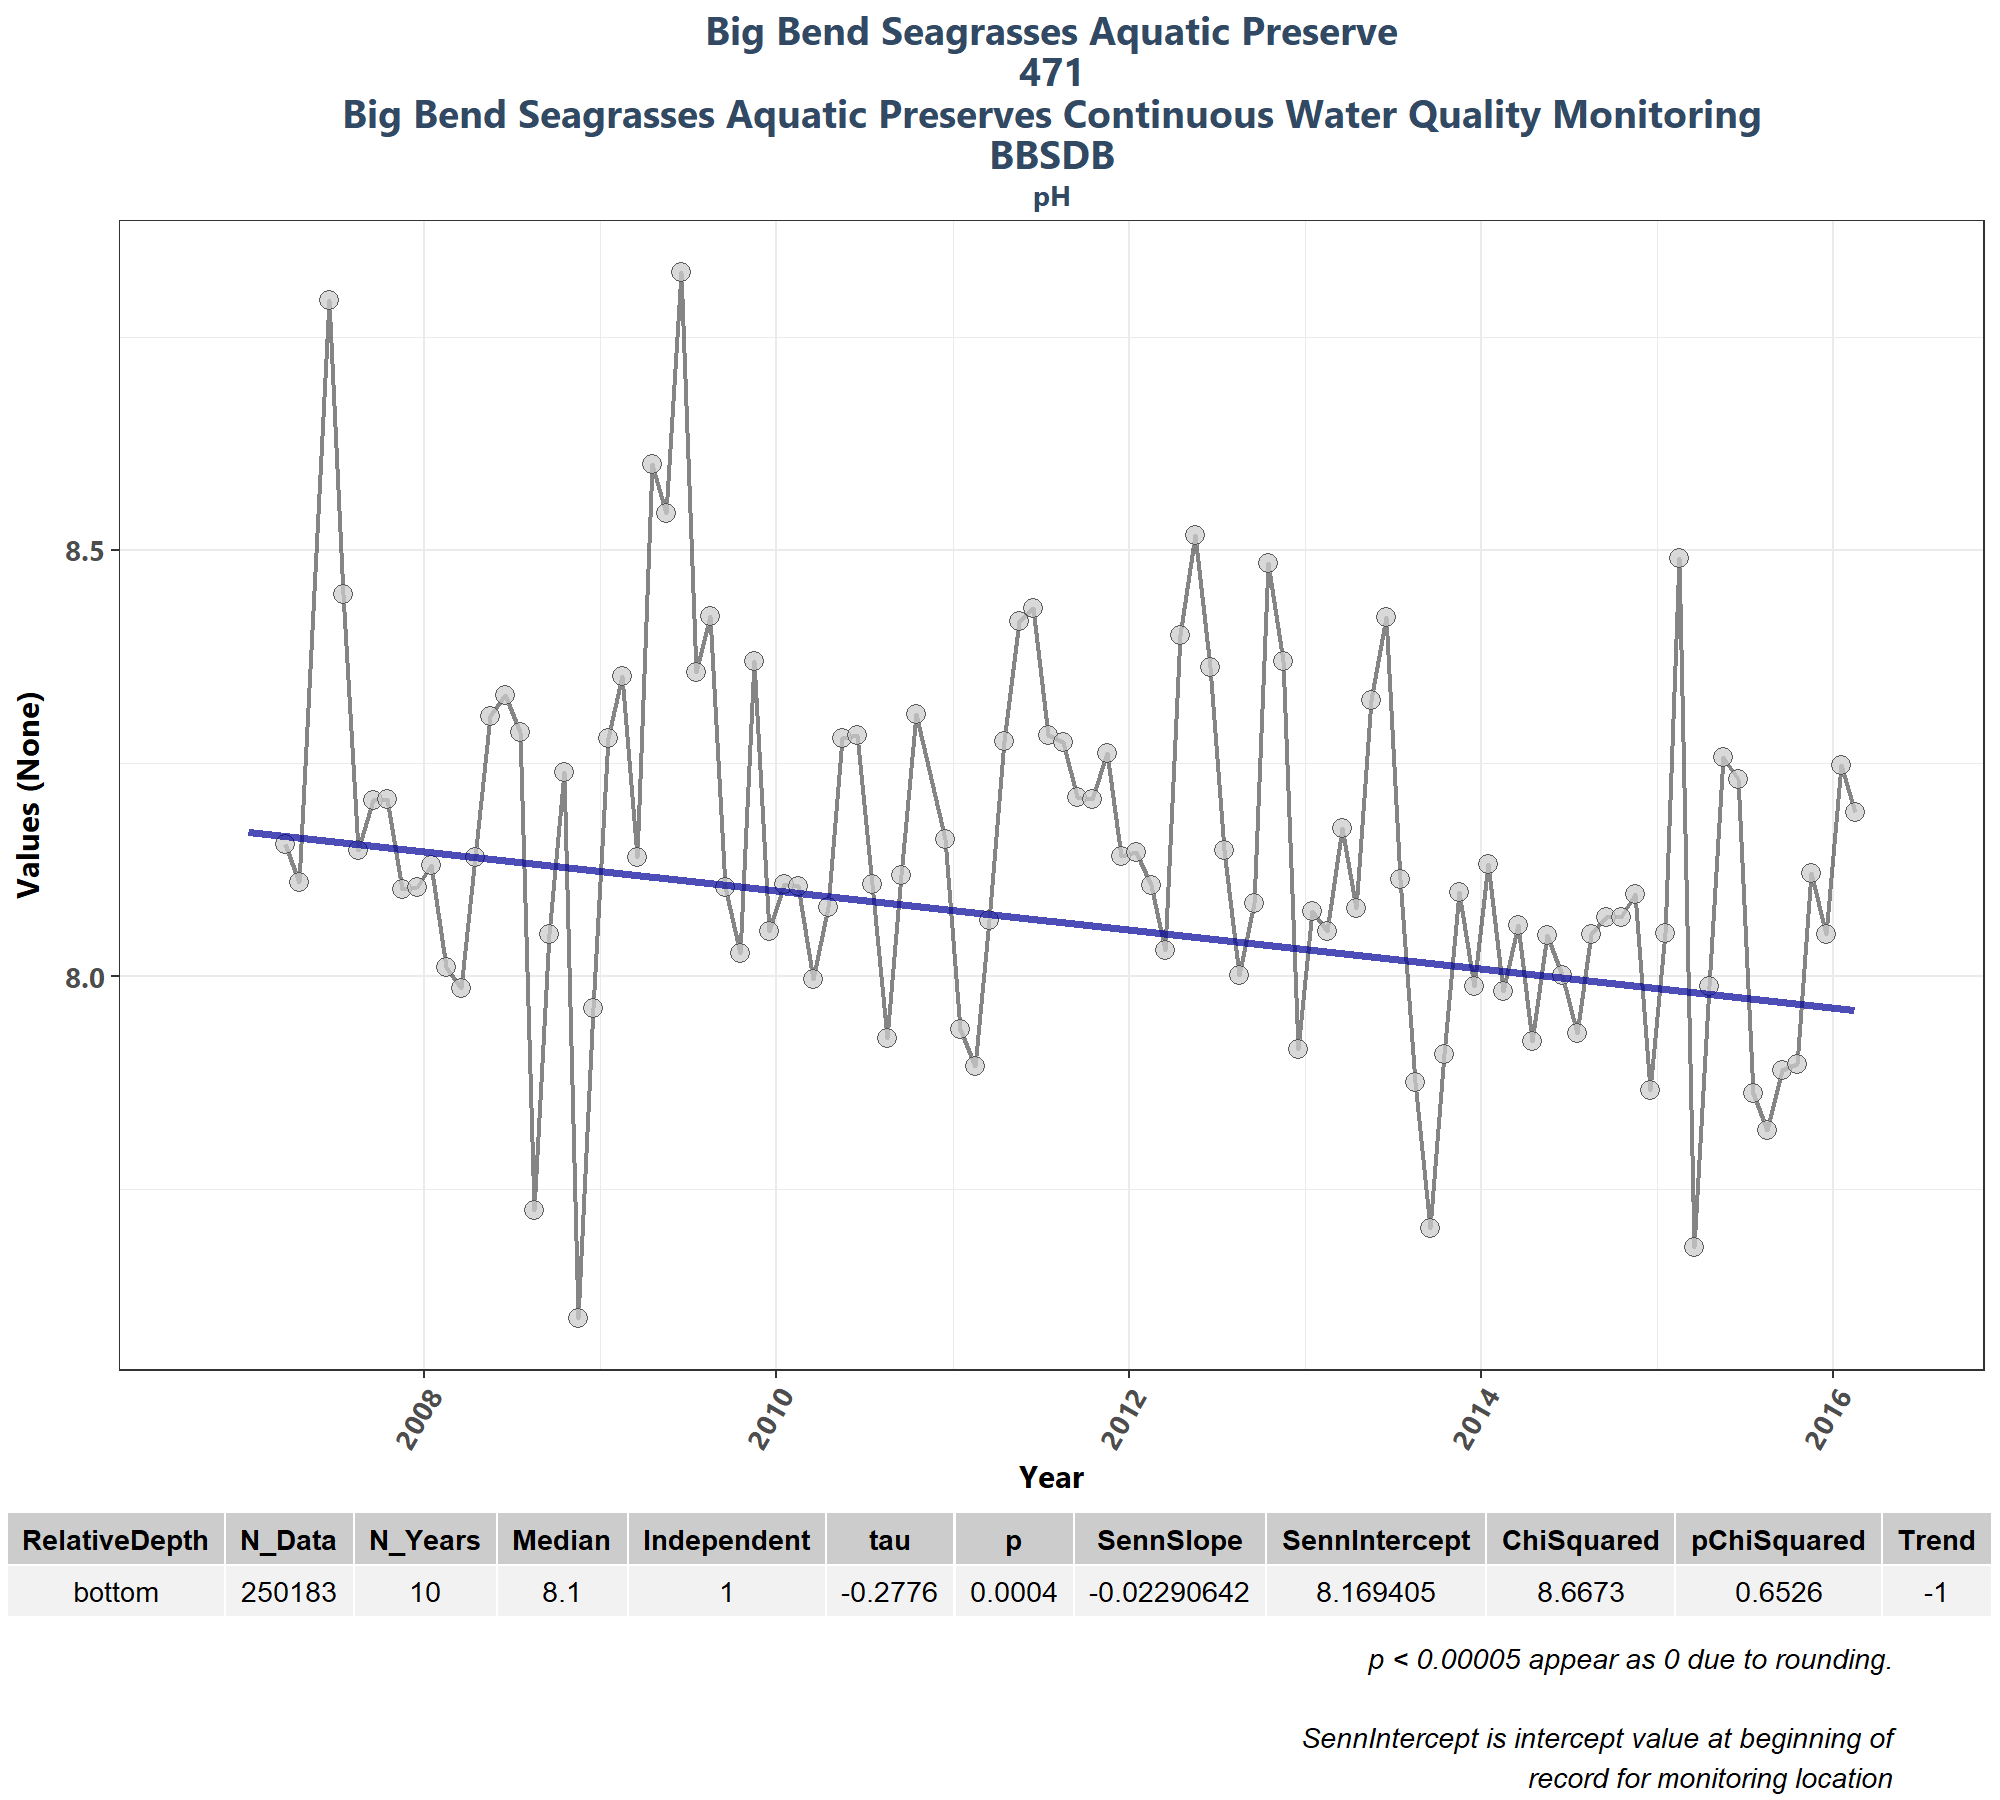 Big Bend Seagrasses Aquatic Preserve
471
Big Bend Seagrasses Aquatic Preserves Continuous Water Quality Monitoring
BBSDB
pH
Values (None)
8.5
8.0
2008
2010
2012
2014
2016
Year
RelativeDepth N_Data N_Years Median Independent tau p SennSlope SennIntercept ChiSquared pChiSquared Trend
bottom 250183 10 8.1 1 -0.2776 0.0004 -0.02290642 8.169405 8.6673 0.6526 -1
p < 0.00005 appear as 0 due to rounding.
SennIntercept is intercept value at beginning of
record for monitoring location